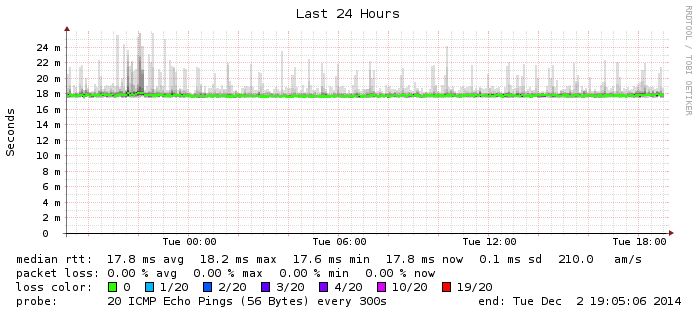 Last 24 Hours
RRDTOOL / TOBI OETIKER
Seconds
24 m
22 m
20 m
18 m
16 m
14 m
12 m
10 m
8 m
6 m
4 m
2 m
0
Tue 00:00 Tue 06:00 Tue 12:00 Tue 18:00
median rtt: 17.8 ms avg 18.2 ms max 17.6 ms min 17.8 ms now 0.1 ms sd 210.0 am/s
packet loss: 0.00 % avg 0.00 % max 0.00 % min 0.00 % now
loss color: 0 1/20 2/20 3/20 4/20 10/20 19/20
probe: 20 ICMP Echo Pings (56 Bytes) every 300s end: Tue Dec 2 19:05:06 2014